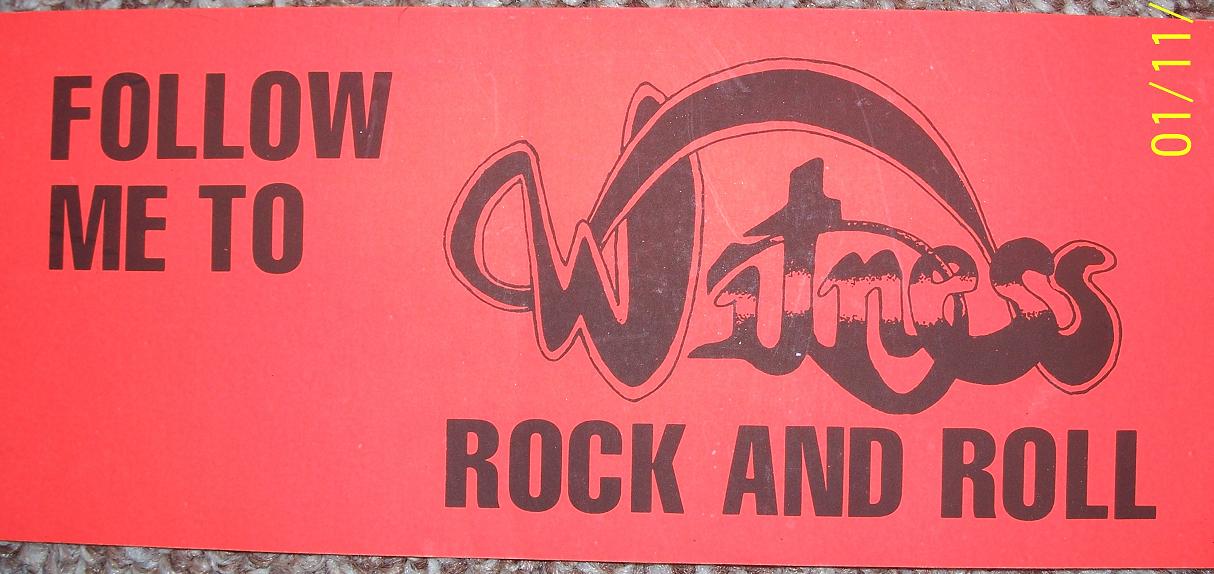 FOLLOW
ME TO
Witness
ROCK AND ROLL
01/11/